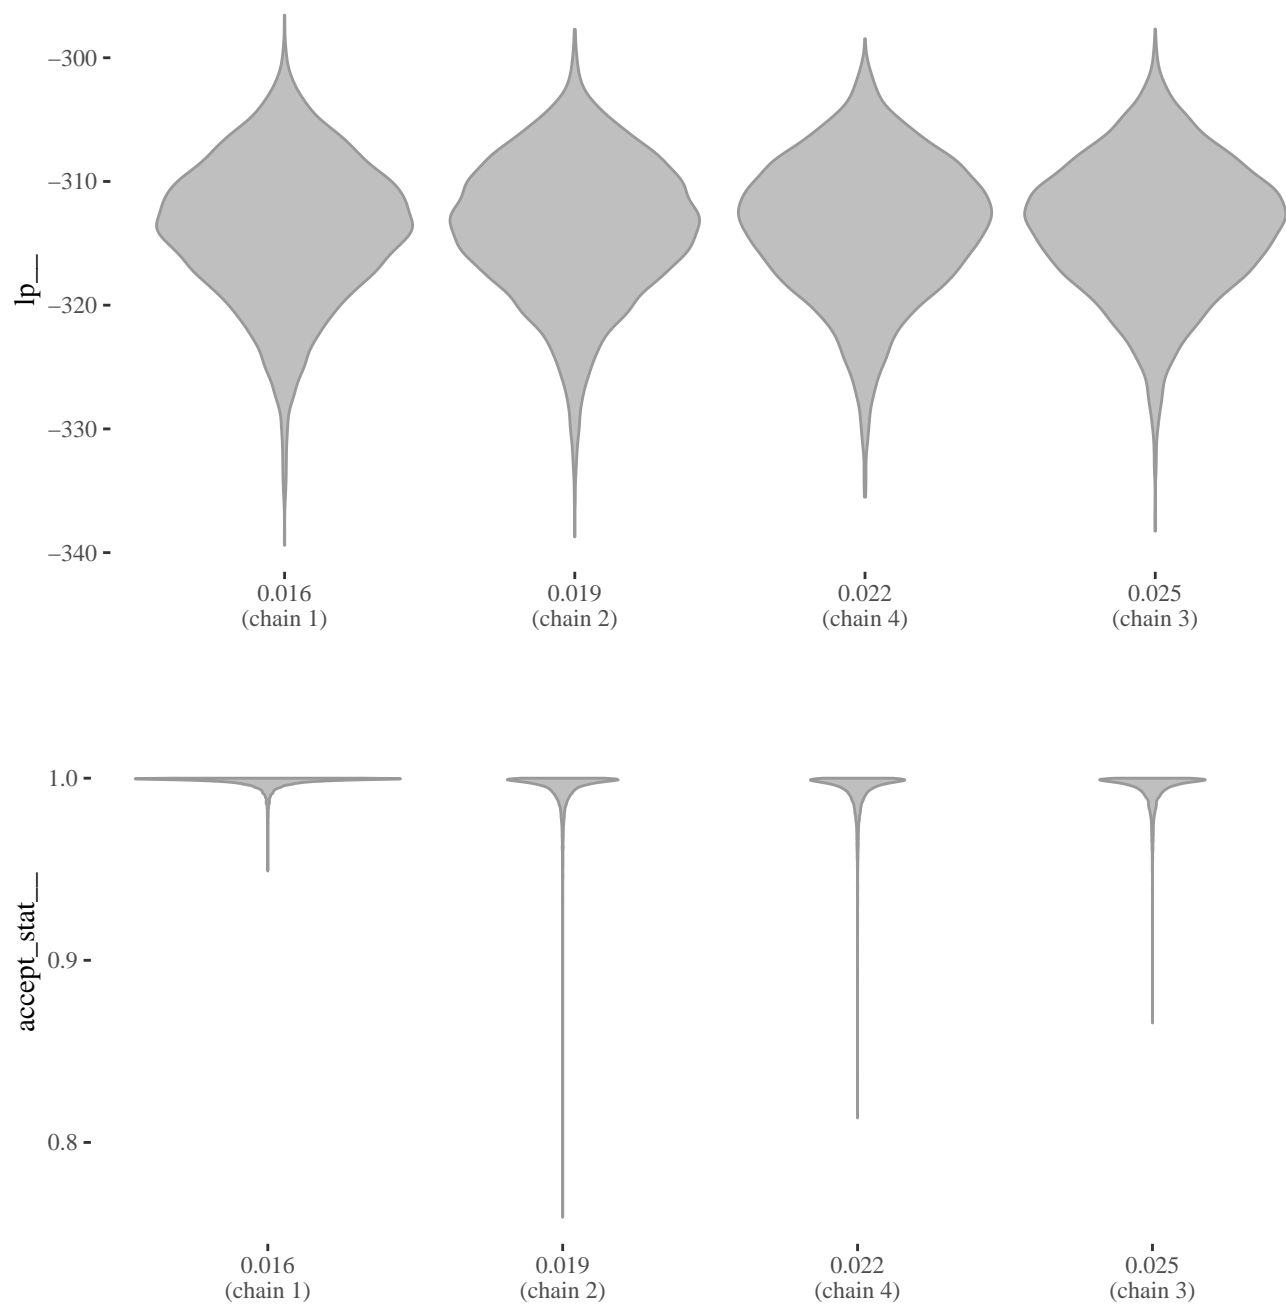 lp__
−300
−310
−320
−330
−340
0.016
(chain 1)
0.019
(chain 2)
0.022
(chain 4)
0.025
(chain 3)
accept_stat__
1.0
0.9
0.8
0.016
(chain 1)
0.019
(chain 2)
0.022
(chain 4)
0.025
(chain 3)